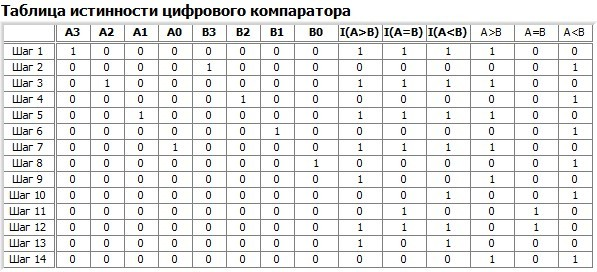 Таблица истинности цифрового компаратора
A3 A2 A1 A0 B3 B2 B1 B0 I(A>B) I(A=B) I(A<B) A>B A=B A<B
Шаг 1 1 0 0 0 0 0 0 0 1 1 1 1 0 0
Шаг 2 0 0 0 0 1 0 0 0 0 0 0 0 0 1
Шаг 3 0 1 0 0 0 0 0 0 1 1 1 1 0 0
Шаг 4 0 0 0 0 0 1 0 0 0 0 0 0 0 1
Шаг 5 0 0 1 0 0 0 0 0 1 1 1 1 0 0
Шаг 6 0 0 0 0 0 0 1 0 0 0 0 0 0 1
Шаг 7 0 0 0 1 0 0 0 0 1 1 1 1 0 0
Шаг 8 0 0 0 0 0 0 0 1 0 0 0 0 0 1
Шаг 9 0 0 0 0 0 0 0 0 1 0 0 1 0 0
Шаг 10 0 0 0 0 0 0 0 0 0 0 1 0 0 1
Шаг 11 0 0 0 0 0 0 0 0 0 1 0 0 1 0
Шаг 12 0 0 0 0 0 0 0 0 1 1 1 0 1 0
Шаг 13 0 0 0 0 0 0 0 0 1 0 1 0 0 0
Шаг 14 0 0 0 0 0 0 0 0 0 0 0 1 0 1